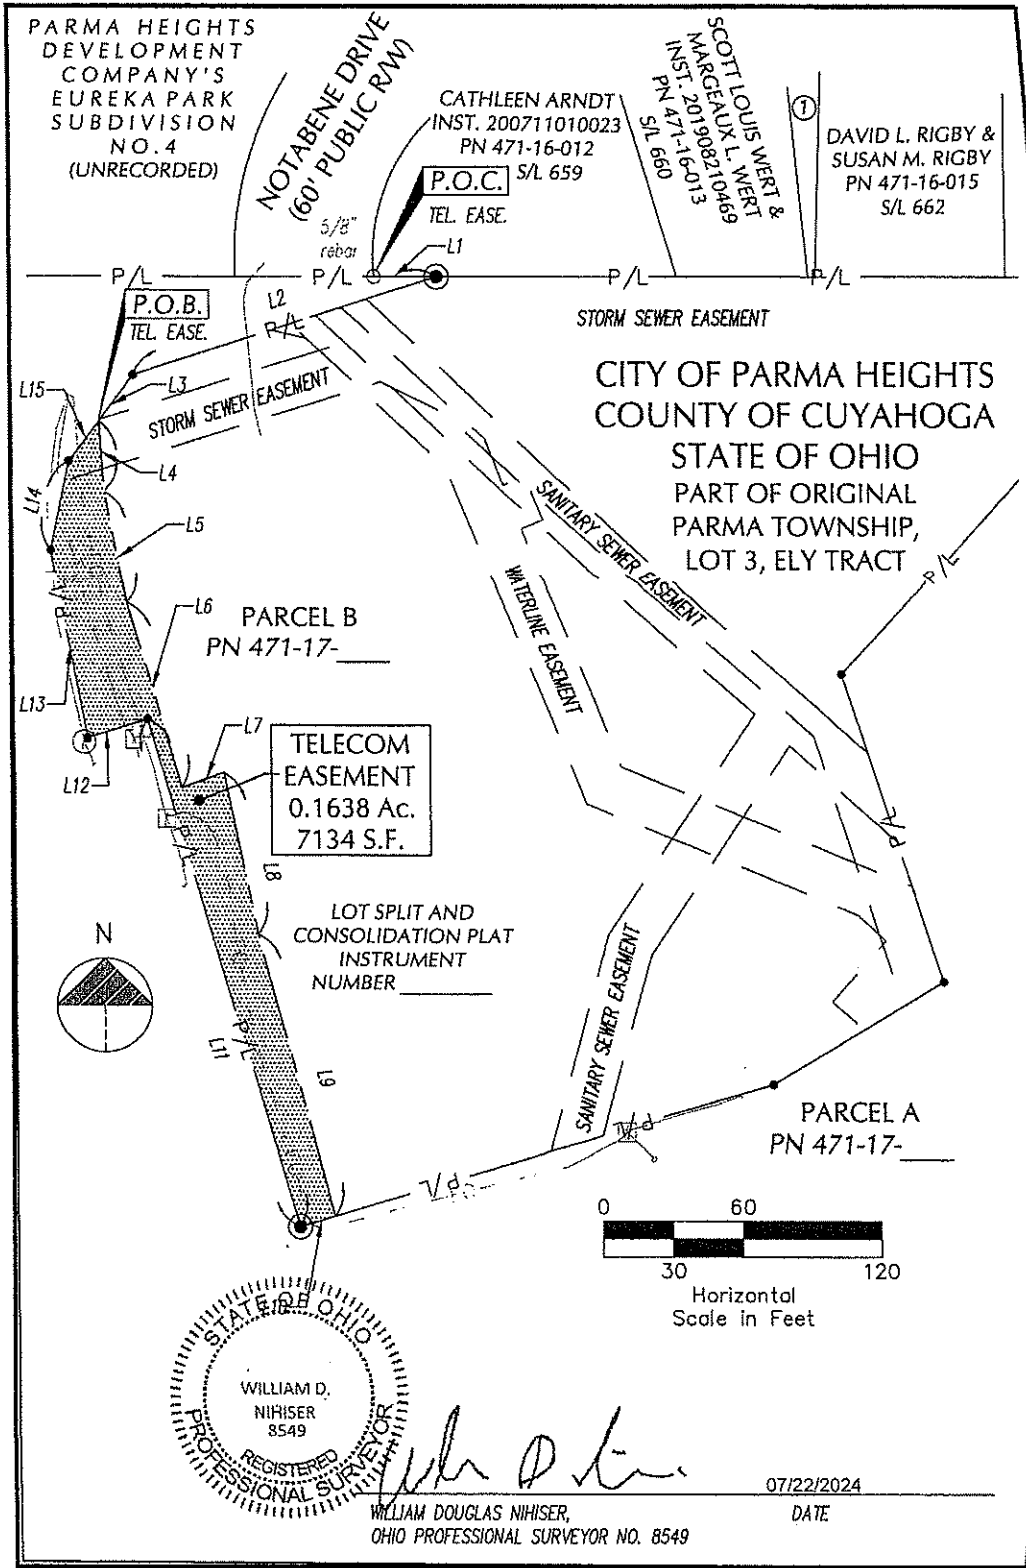 PARMA HEIGHTS
DEVELOPMENT
COMPANY'S
EUREKA PARK
SUBDIVISION
NO. 4
(UNRECORDED)
NOTABENE DRIVE
(60' PUBLIC R/W)
CATHLEEN ARNDT
INST. 200711010023
PN 471-16-012
S/L 659
SCOTT LOUIS WERT &
MARGEAUX L. WERT
INST. 201908210469
PN 471-16-013
S/L 660
1
DAVID L. RIGBY &
SUSAN M. RIGBY
PN 471-16-015
S/L 662
P.O.C.
TEL. EASE.
5/8"
rebar
L1
P/L
P/L
P/L
P/L
P.O.B.
TEL. EASE.
L2
P/L
STORM SEWER EASEMENT
L3
STORM SEWER EASEMENT
L15
L4
L14
L5
P/L
L6
L13
L12
L7
PARCEL B
PN 471-17-____
CITY OF PARMA HEIGHTS
COUNTY OF CUYAHOGA
STATE OF OHIO
PART OF ORIGINAL
PARMA TOWNSHIP,
LOT 3, ELY TRACT
P/L
SANITARY SEWER EASEMENT
WATERLINE EASEMENT
TELECOM
EASEMENT
0.1638 Ac.
7134 S.F.
P/L
P/L
L8
LOT SPLIT AND
CONSOLIDATION PLAT
INSTRUMENT
NUMBER ________
N
P/L
L11
L9
SANITARY SEWER EASEMENT
P/L
P/L
PARCEL A
PN 471-17-____
0 60
30 120
Horizontal
Scale in Feet
STATE OF OHIO
WILLIAM D.
NIHISER
8549
REGISTERED
PROFESSIONAL SURVEYOR
07/22/2024
WILLIAM DOUGLAS NIHISER,
OHIO PROFESSIONAL SURVEYOR NO. 8549
DATE